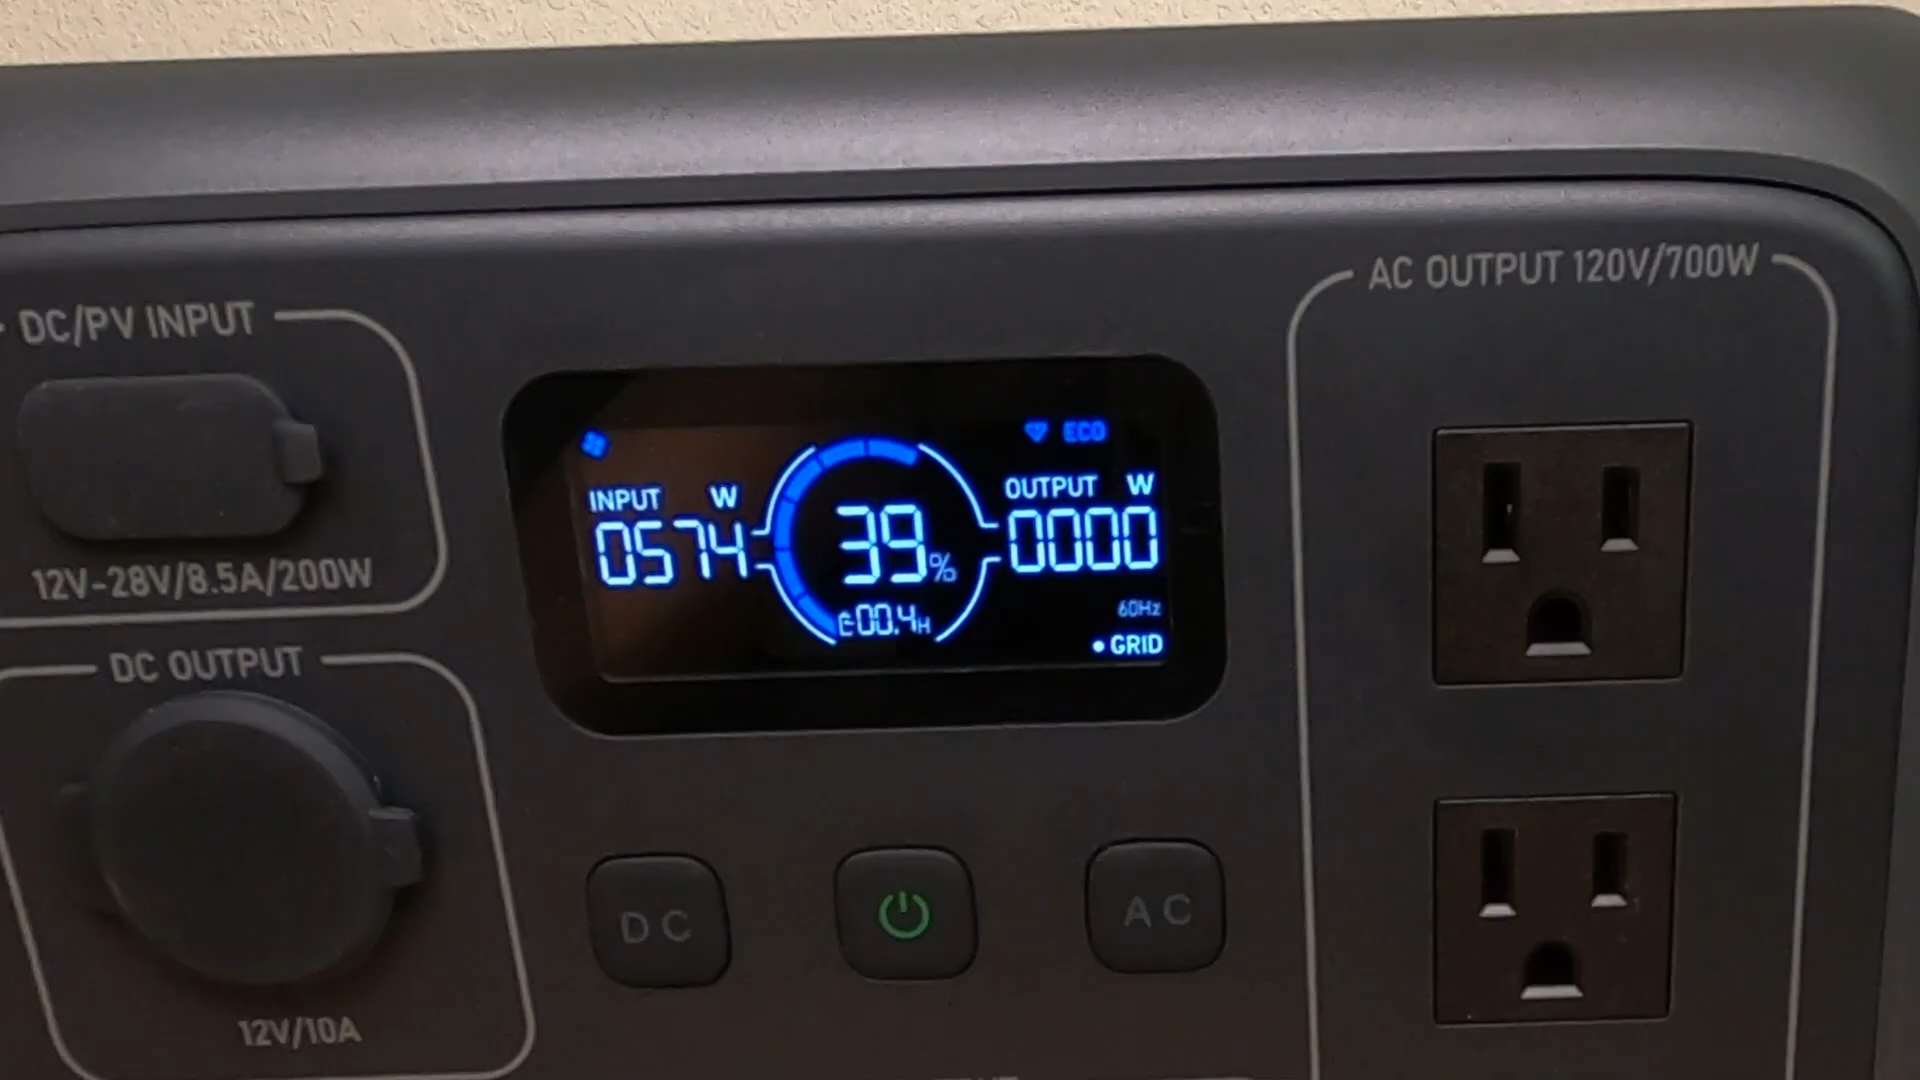 AC OUTPUT 120V/700W
DC/PV INPUT
12V-28V/8.5A/200W
ECO
INPUT W
0574
39%
00.4H
OUTPUT W
0000
60Hz
GRID
DC OUTPUT
12V/10A
DC
AC